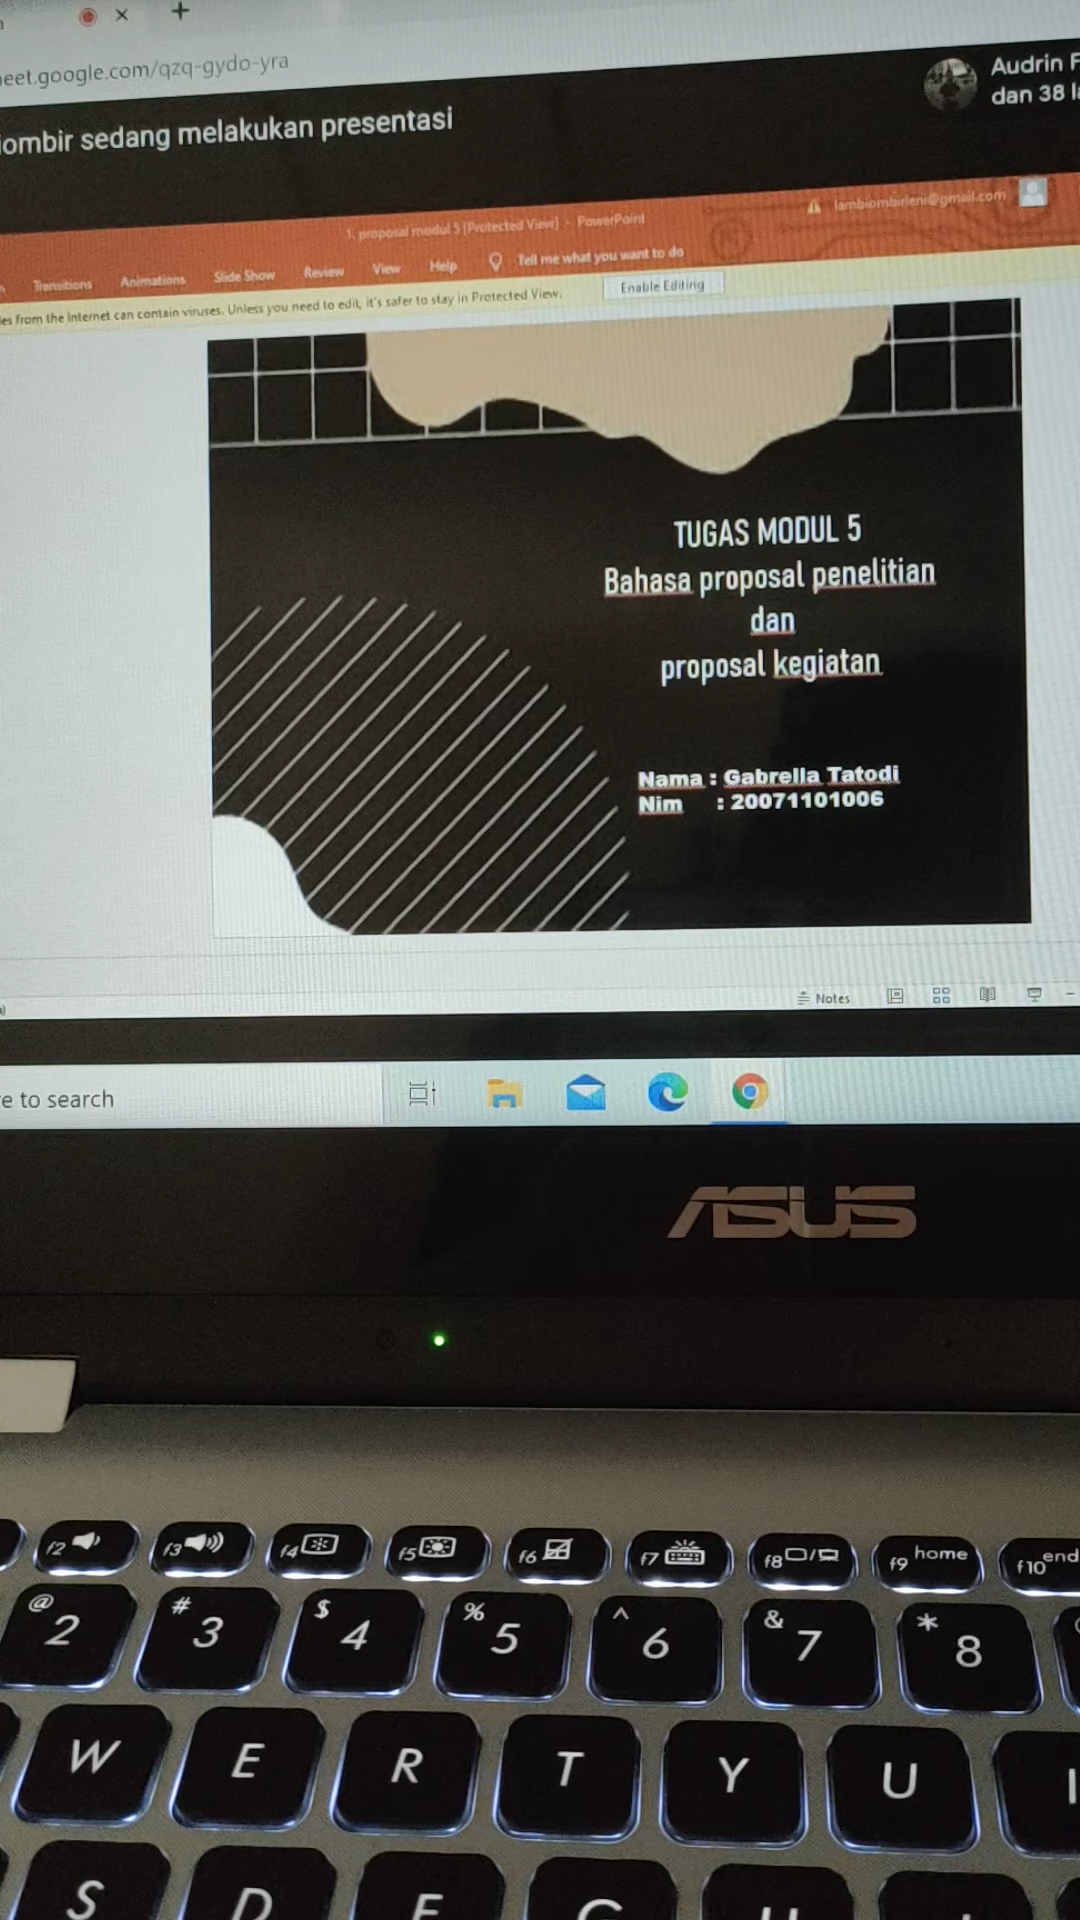 eet.google.com/qzq-gydo-yra
Audrin F
dan 38 la
iombir sedang melakukan presentasi
lambiombirleni@gmail.com
1. proposal modul 5 [Protected View] - PowerPoint
Transitions Animations Slide Show Review View Help Tell me what you want to do
es from the Internet can contain viruses. Unless you need to edit, it's safer to stay in Protected View. Enable Editing
TUGAS MODUL 5
Bahasa proposal penelitian
dan
proposal kegiatan
Nama : Gabrella Tatodi
Nim : 20071101006
Notes
e to search
ASUS
f2 f3 f4 f5 f6 f7 f8 f9 home f10 end
@ 2 # 3 $ 4 % 5 ^ 6 & 7 * 8
W E R T Y U I
S D F